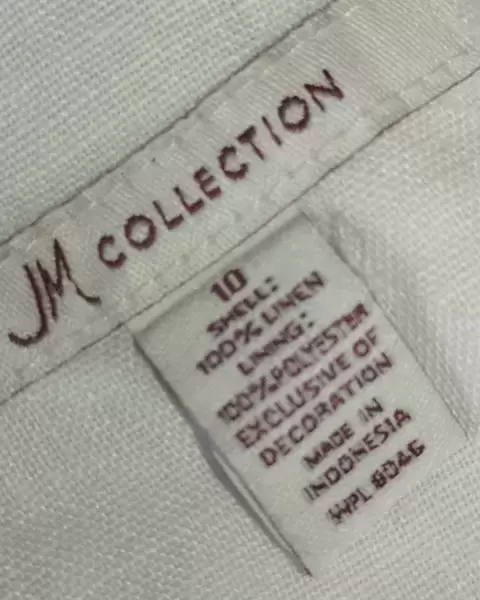 JM COLLECTION
10
SHELL:
100% LINEN
LINING:
100% POLYESTER
EXCLUSIVE OF
DECORATION
MADE IN
INDONESIA
WPL 8046